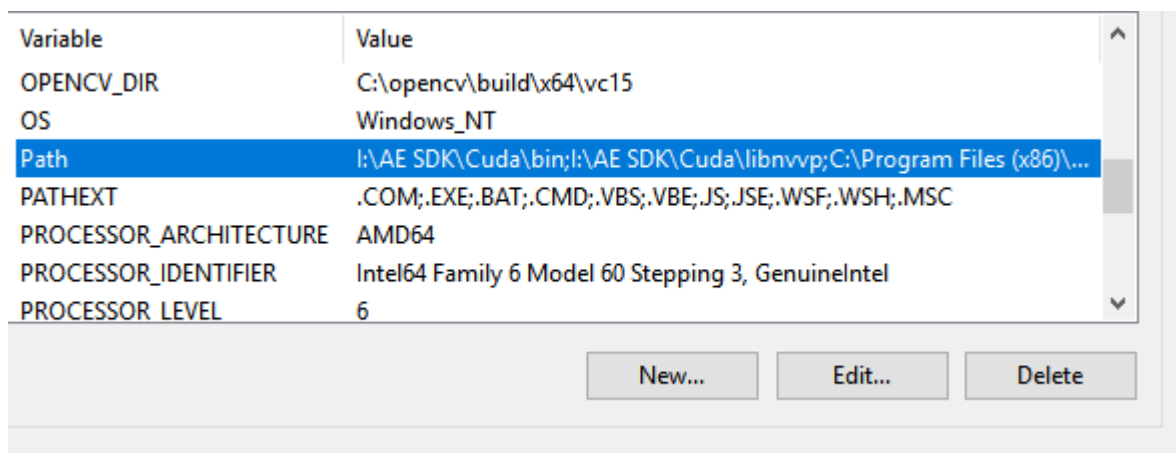 Variable Value
OPENCV_DIR C:\opencv\build\x64\vc15
OS Windows_NT
Path I:\AE SDK\Cuda\bin;I:\AE SDK\Cuda\libnvvp;C:\Program Files (x86)\...
PATHEXT .COM;.EXE;.BAT;.CMD;.VBS;.VBE;.JS;.JSE;.WSF;.WSH;.MSC
PROCESSOR_ARCHITECTURE AMD64
PROCESSOR_IDENTIFIER Intel64 Family 6 Model 60 Stepping 3, GenuineIntel
PROCESSOR_LEVEL 6
New... Edit... Delete